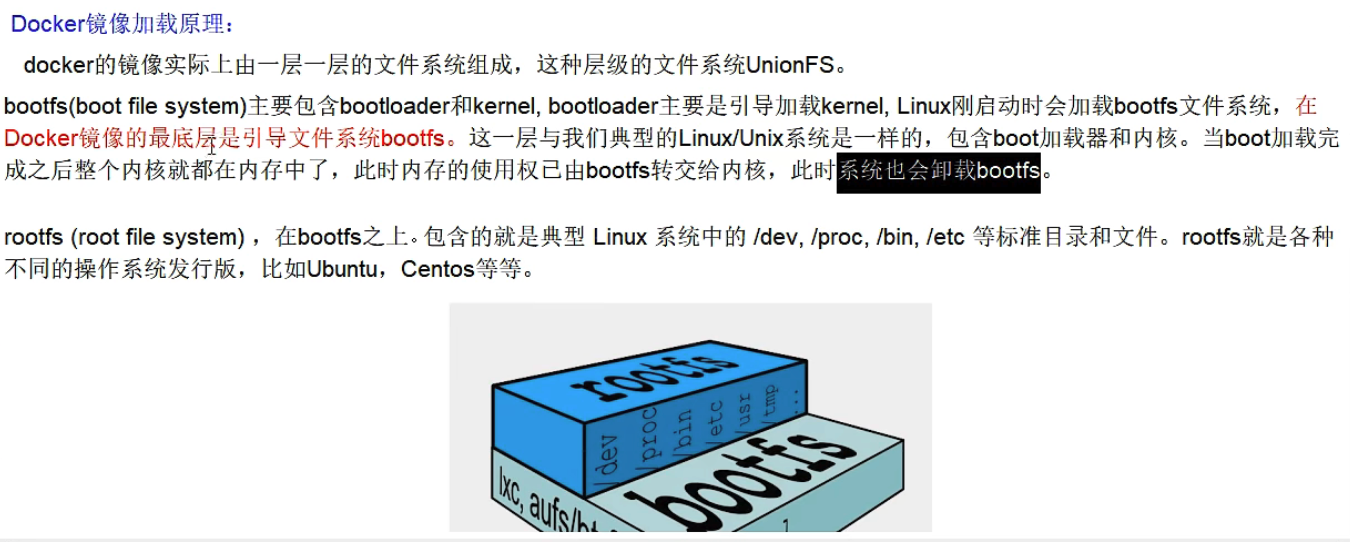 Docker镜像加载原理：
docker的镜像实际上由一层一层的文件系统组成，这种层级的文件系统UnionFS。
bootfs(boot file system)主要包含bootloader和kernel, bootloader主要是引导加载kernel, Linux刚启动时会加载bootfs文件系统，在
Docker镜像的最底层是引导文件系统bootfs。这一层与我们典型的Linux/Unix系统是一样的，包含boot加载器和内核。当boot加载完
成之后整个内核就都在内存中了，此时内存的使用权已由bootfs转交给内核，此时系统也会卸载bootfs。
rootfs (root file system) ，在bootfs之上。包含的就是典型 Linux 系统中的 /dev, /proc, /bin, /etc 等标准目录和文件。rootfs就是各种
不同的操作系统发行版，比如Ubuntu，Centos等等。
rootfs
/dev
/proc
/bin
/etc
/usr
/tmp
...
bootfs
lxc, aufs/bt